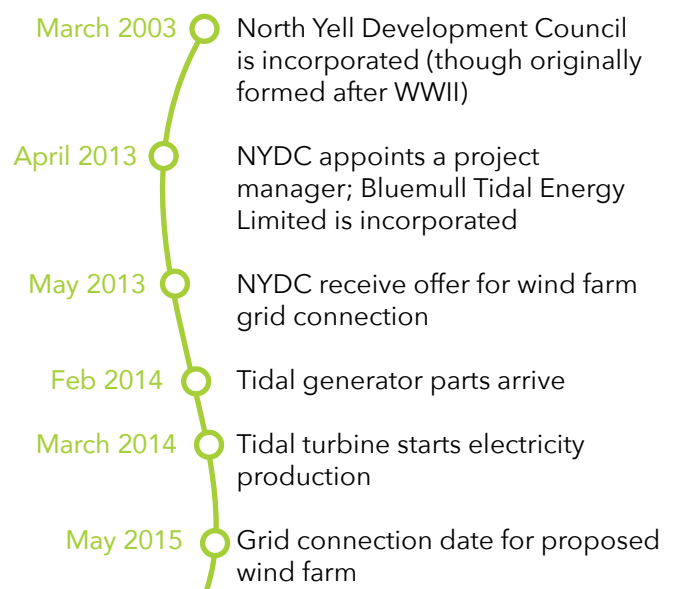 March 2003
North Yell Development Council
is incorporated (though originally
formed after WWII)
April 2013
NYDC appoints a project
manager; Bluemull Tidal Energy
Limited is incorporated
May 2013
NYDC receive offer for wind farm
grid connection
Feb 2014
Tidal generator parts arrive
March 2014
Tidal turbine starts electricity
production
May 2015
Grid connection date for proposed
wind farm